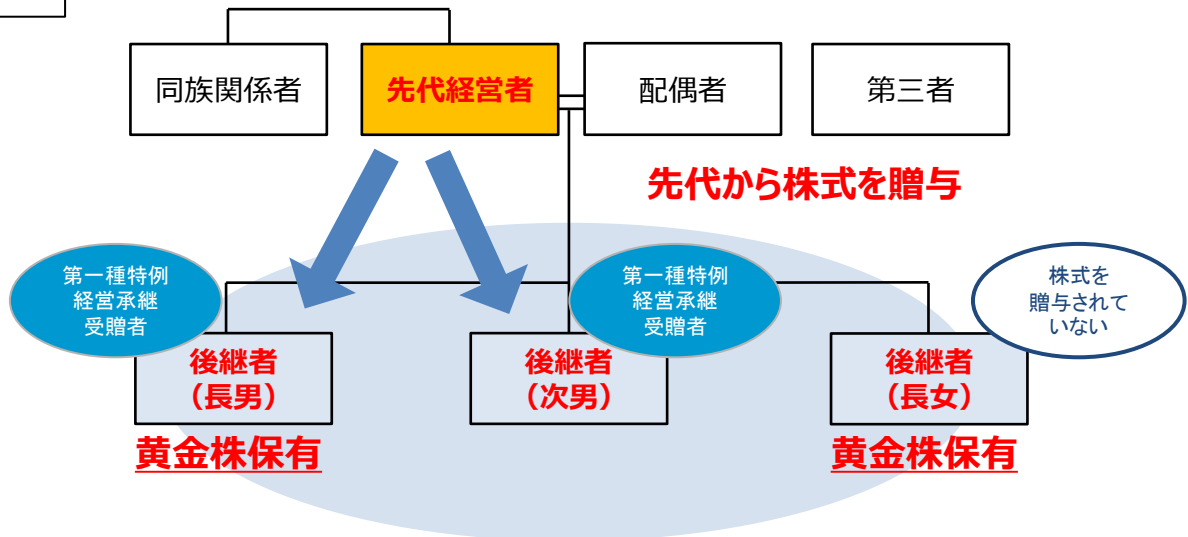 同族関係者
先代経営者
配偶者
第三者
先代から株式を贈与
第一種特例
経営承継
受贈者
第一種特例
経営承継
受贈者
株式を
贈与されて
いない
後継者
（長男）
後継者
（次男）
後継者
（長女）
黄金株保有
黄金株保有